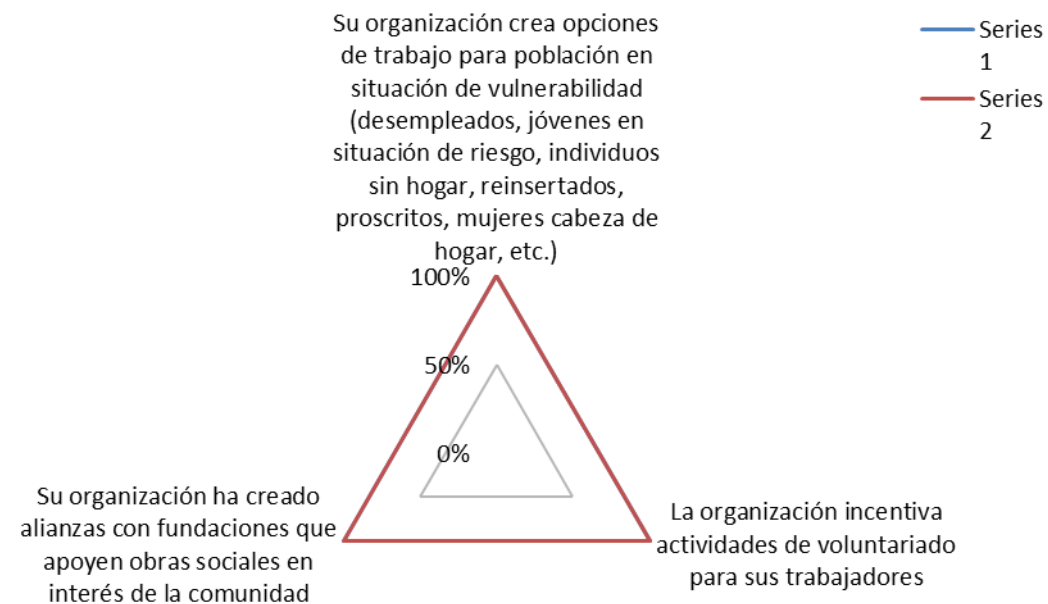 Su organización crea opciones
de trabajo para población en
situación de vulnerabilidad
(desempleados, jóvenes en
situación de riesgo, individuos
sin hogar, reinsertados,
proscritos, mujeres cabeza de
hogar, etc.)
Series
1
Series
2
100%
50%
0%
Su organización ha creado
alianzas con fundaciones que
apoyen obras sociales en
interés de la comunidad
La organización incentiva
actividades de voluntariado
para sus trabajadores